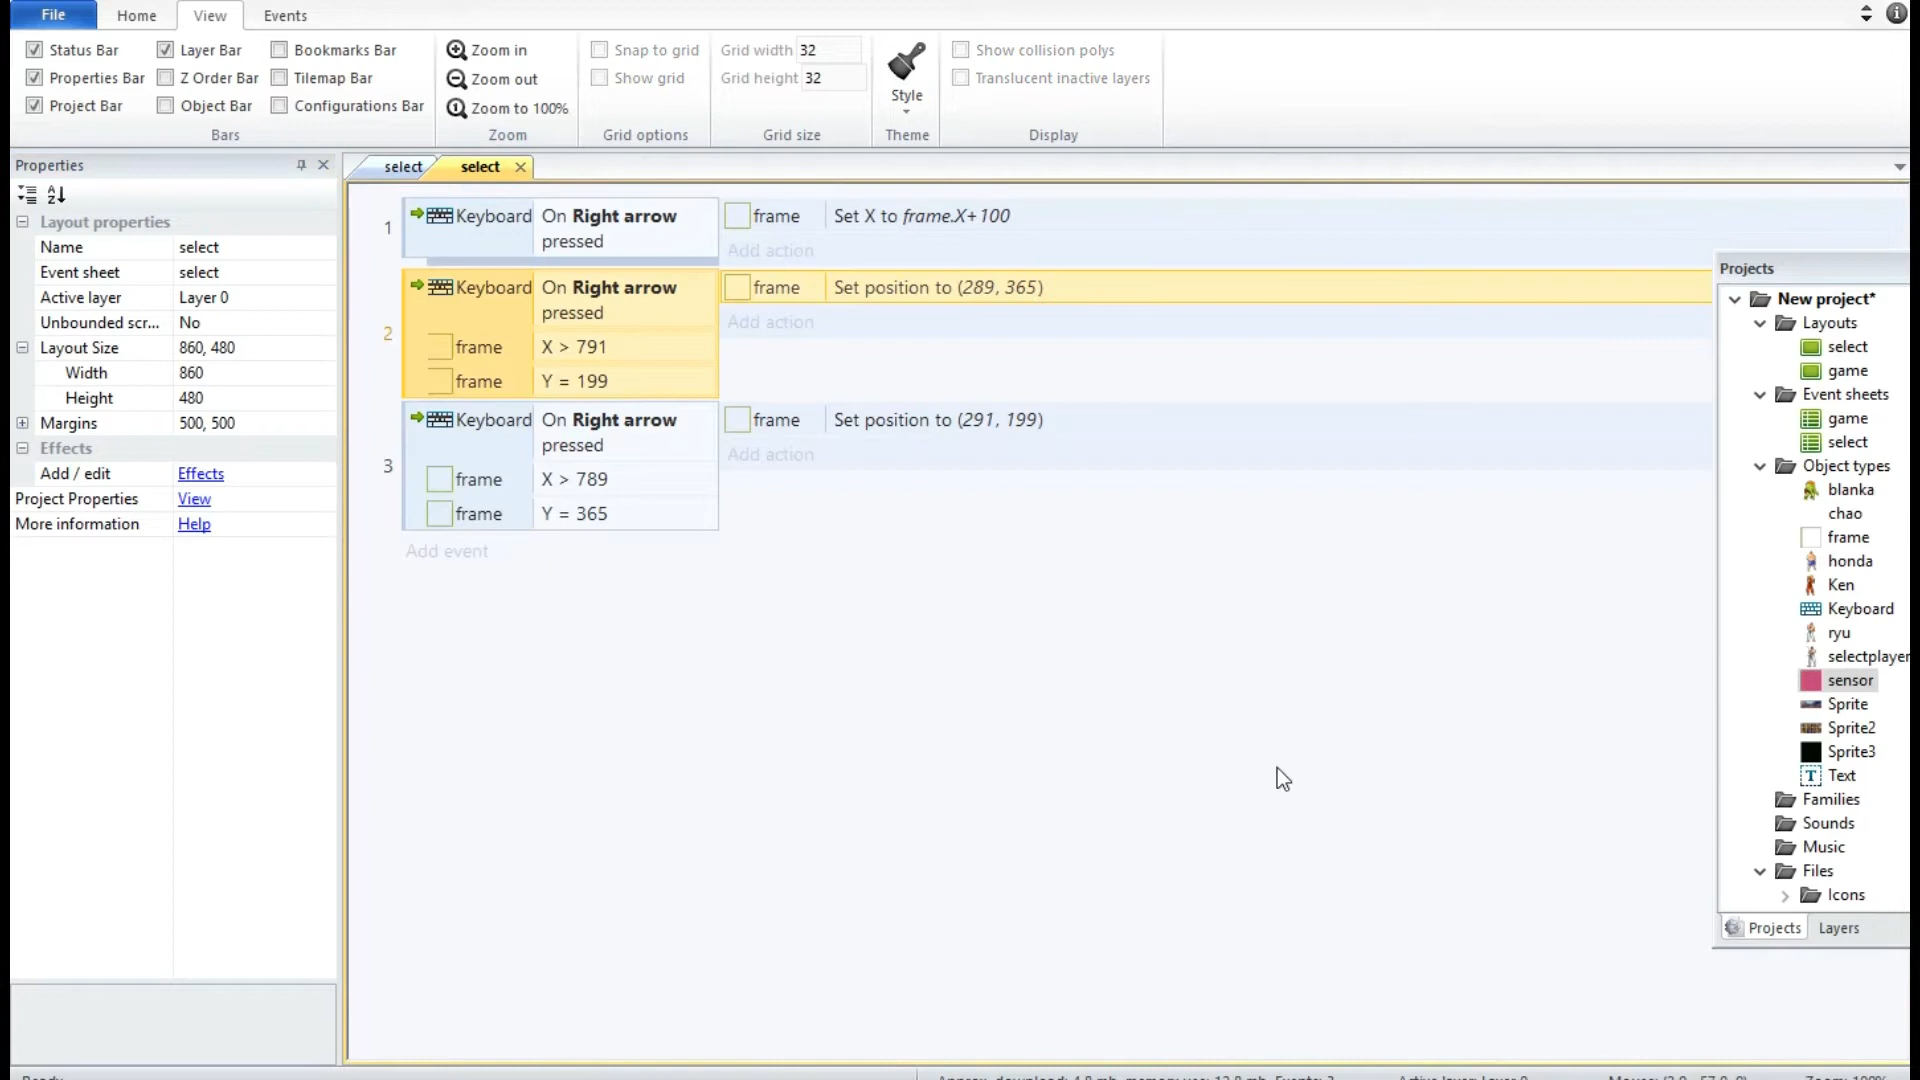 File Home View Events
Status Bar Layer Bar Bookmarks Bar
Properties Bar Z Order Bar Tilemap Bar
Project Bar Object Bar Configurations Bar
Bars
Zoom in
Zoom out
Zoom to 100%
Zoom
Snap to grid
Show grid
Grid options
Grid width 32
Grid height 32
Grid size
Style
Theme
Show collision polys
Translucent inactive layers
Display
Properties
Layout properties
Name select
Event sheet select
Active layer Layer 0
Unbounded scr... No
Layout Size 860, 480
Width 860
Height 480
Margins 500, 500
Effects
Add / edit Effects
Project Properties View
More information Help
select select
1 Keyboard On Right arrow pressed
frame Set X to frame.X+100
Add action
2 Keyboard On Right arrow pressed
frame X > 791
frame Y = 199
frame Set position to (289, 365)
Add action
3 Keyboard On Right arrow pressed
frame X > 789
frame Y = 365
frame Set position to (291, 199)
Add action
Add event
Projects
New project*
Layouts
select
game
Event sheets
game
select
Object types
blanka
chao
frame
honda
Ken
Keyboard
ryu
selectplayer
sensor
Sprite
Sprite2
Sprite3
Text
Families
Sounds
Music
Files
Icons
Projects Layers